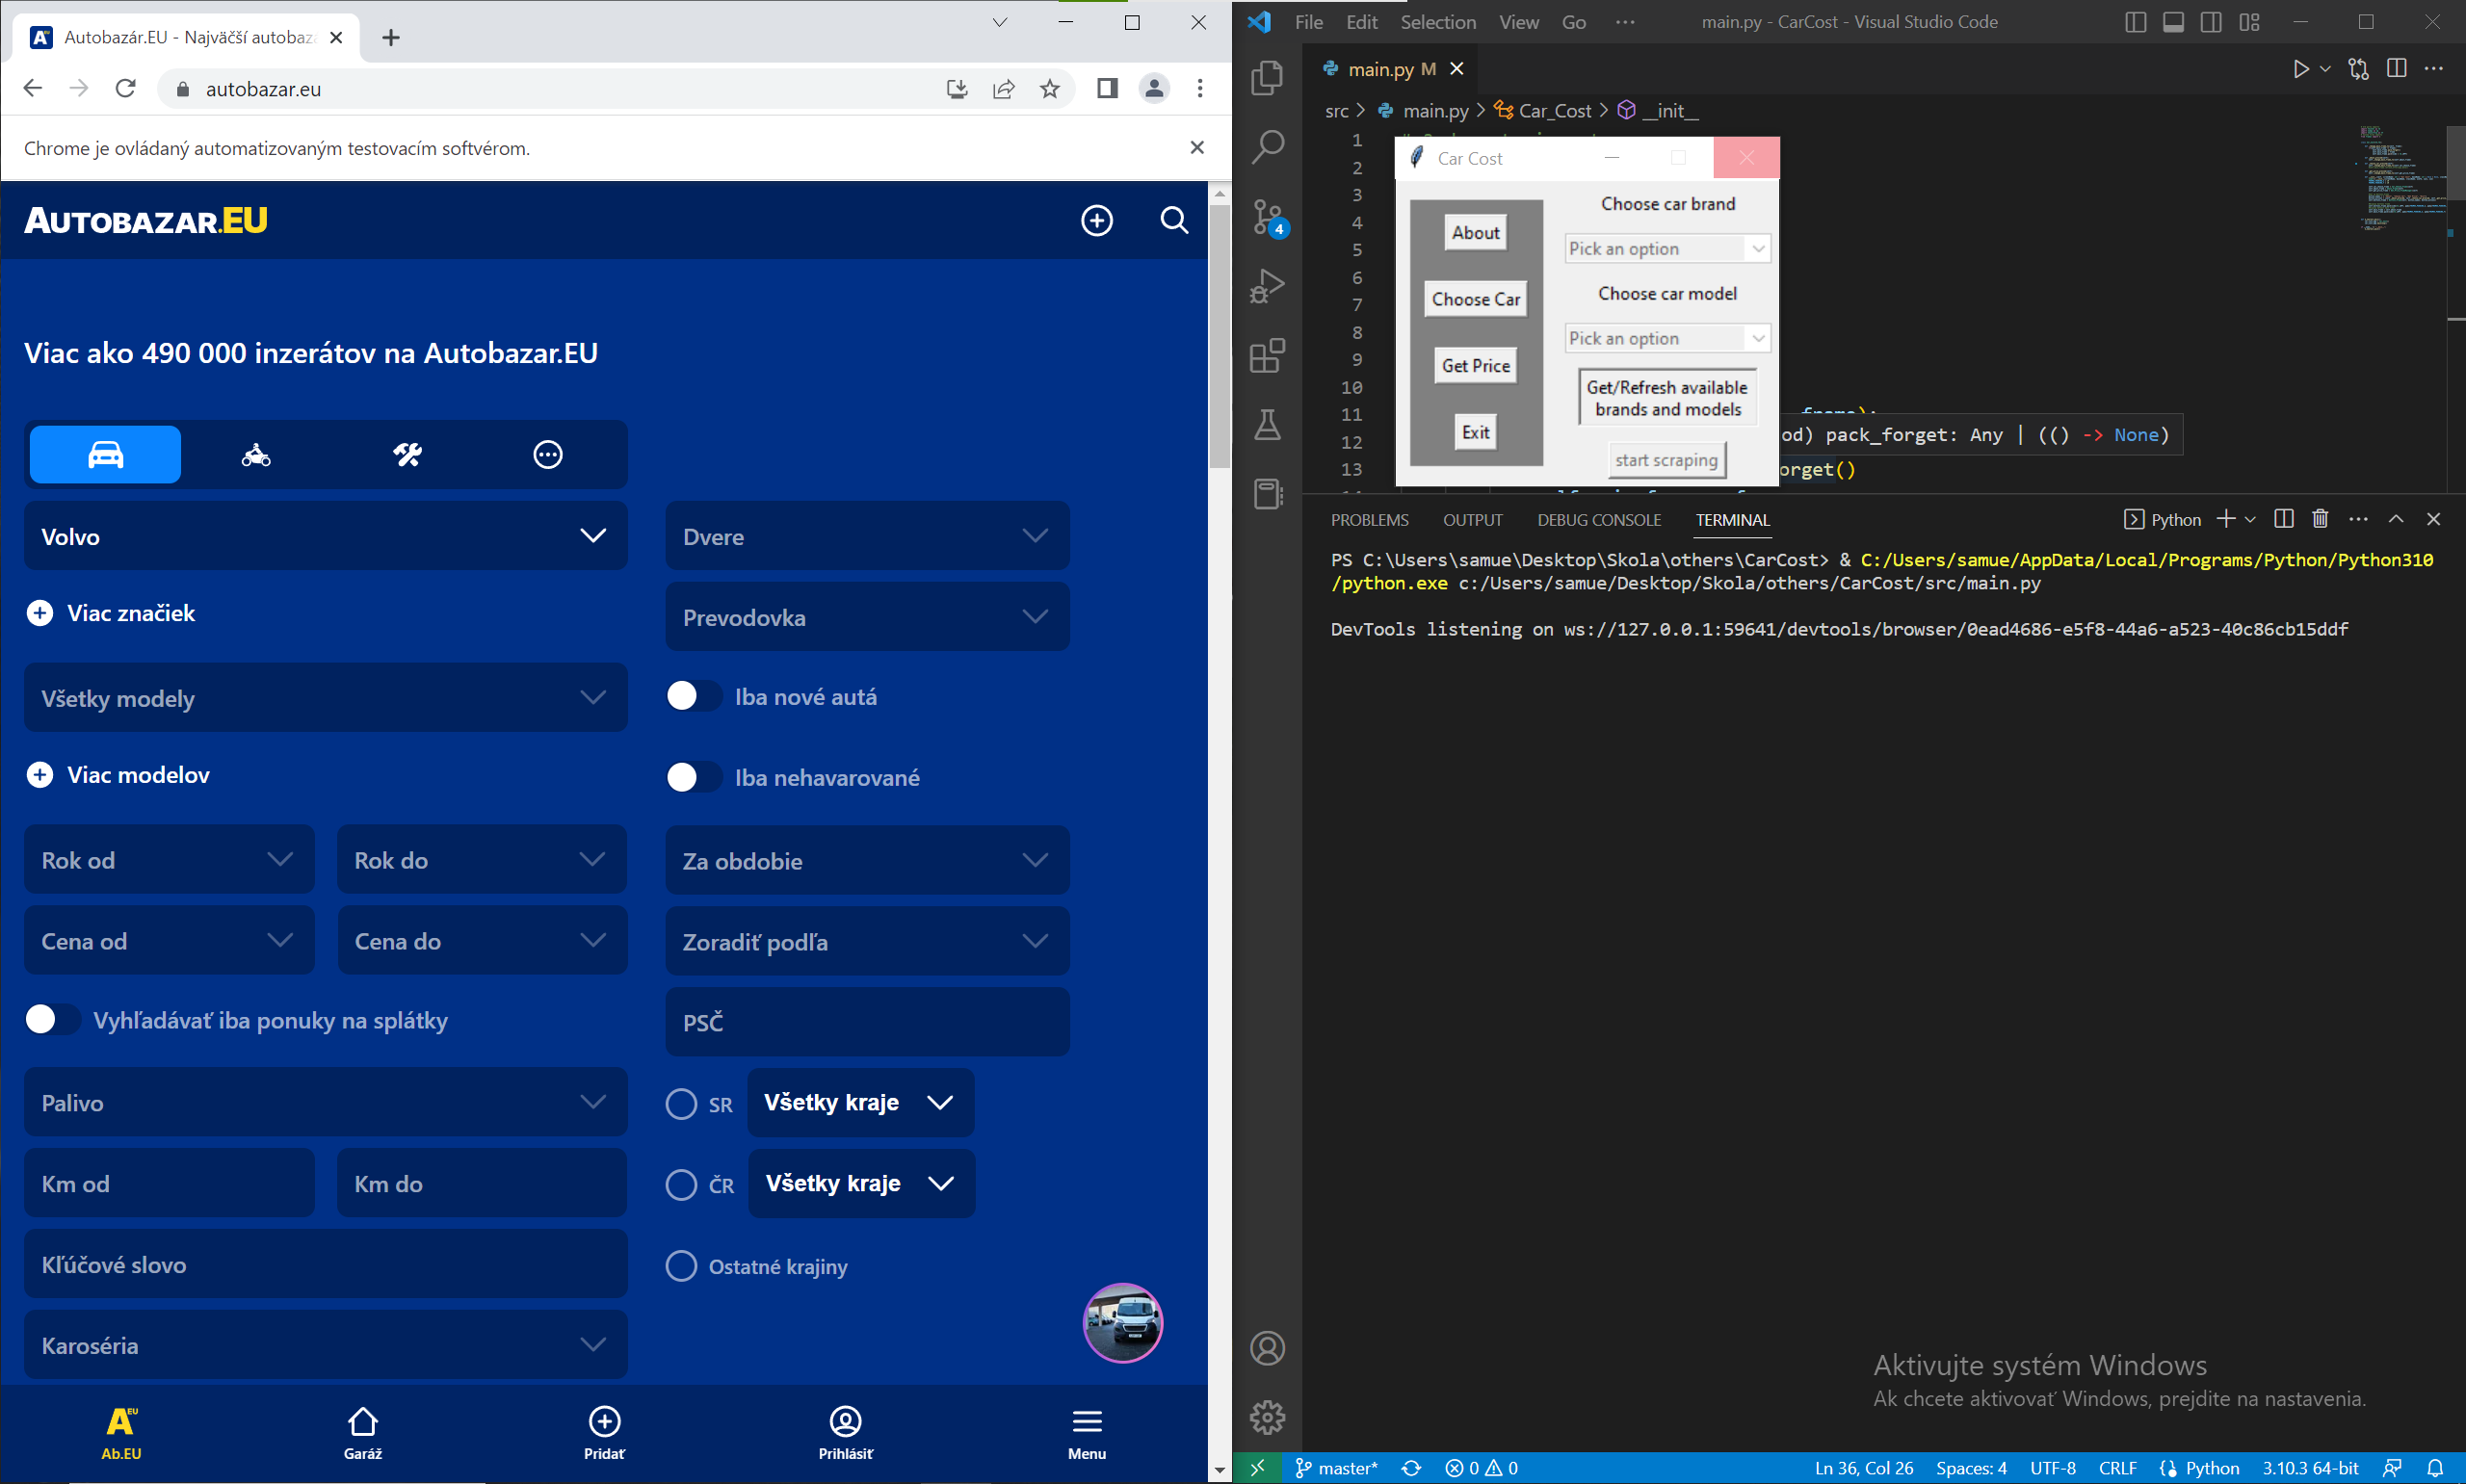 Autobazár.EU - Najväčší autobaz
autobazar.eu
Chrome je ovládaný automatizovaným testovacím softvérom.
AUTOBAZAR.EU
Viac ako 490 000 inzerátov na Autobazar.EU
Volvo
Viac značiek
Všetky modely
Viac modelov
Rok od
Rok do
Cena od
Cena do
Vyhľadávať iba ponuky na splátky
Palivo
Km od
Km do
Kľúčové slovo
Karoséria
Dvere
Prevodovka
Iba nové autá
Iba nehavarované
Za obdobie
Zoradiť podľa
PSČ
SR
Všetky kraje
ČR
Všetky kraje
Ostatné krajiny
Ab.EU
Garáž
Pridať
Prihlásiť
Menu
File Edit Selection View Go ··· main.py - CarCost - Visual Studio Code
main.py M
src > main.py > Car_Cost > __init__
1
2
3
4
5
6
7
8
9
10
11
12
13
Car Cost
About
Choose Car
Get Price
Exit
Choose car brand
Pick an option
Choose car model
Pick an option
Get/Refresh available
brands and models
start scraping
od) pack_forget: Any | (() -> None)
orget()
4
PROBLEMS OUTPUT DEBUG CONSOLE TERMINAL
Python
PS C:\Users\samue\Desktop\Skola\others\CarCost> & C:/Users/samue/AppData/Local/Programs/Python/Python310
/python.exe c:/Users/samue/Desktop/Skola/others/CarCost/src/main.py
DevTools listening on ws://127.0.0.1:59641/devtools/browser/0ead4686-e5f8-44a6-a523-40c86cb15ddf
Aktivujte systém Windows
Ak chcete aktivovať Windows, prejdite na nastavenia.
master* 0 0 Ln 36, Col 26 Spaces: 4 UTF-8 CRLF Python 3.10.3 64-bit